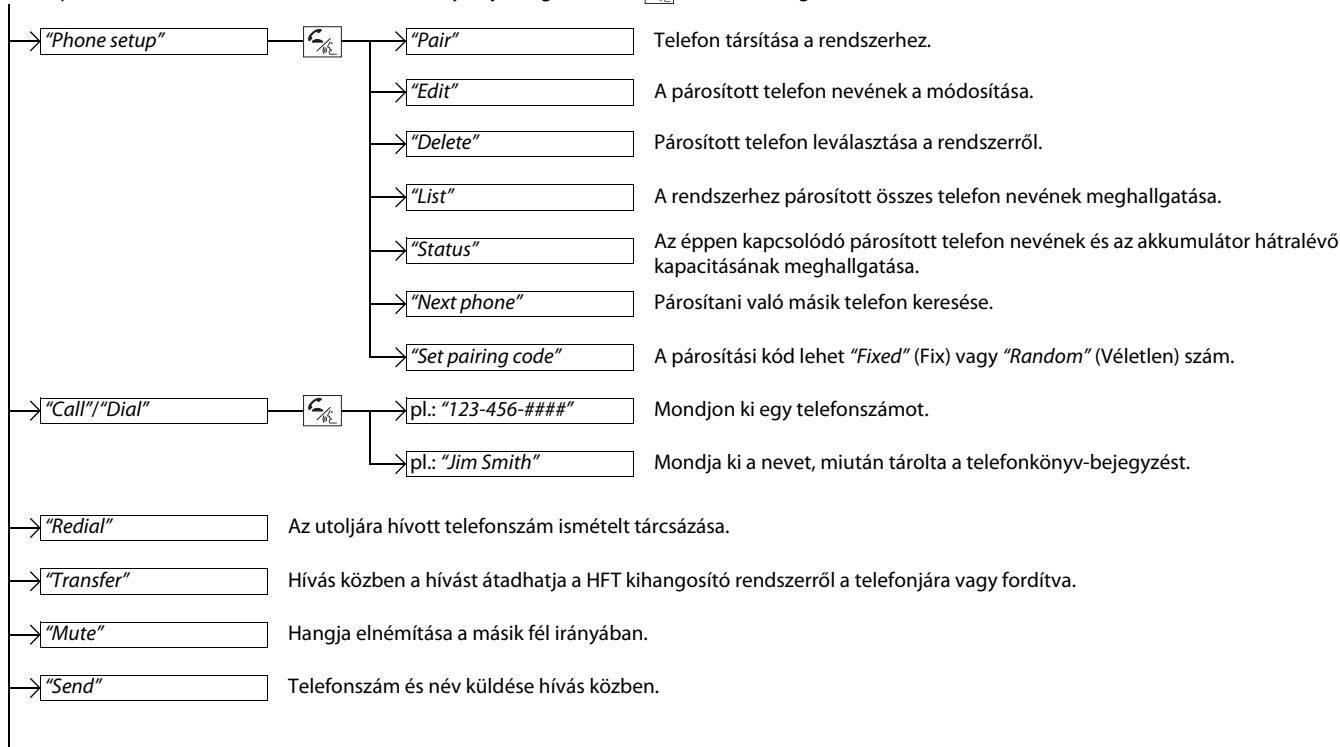 "Phone setup"
"Pair" Telefon társítása a rendszerhez.
"Edit" A párosított telefon nevének a módosítása.
"Delete" Párosított telefon leválasztása a rendszerről.
"List" A rendszerhez párosított összes telefon nevének meghallgatása.
"Status" Az éppen kapcsolódó párosított telefon nevének és az akkumulátor hátralévő
kapacitásának meghallgatása.
"Next phone" Párosítani való másik telefon keresése.
"Set pairing code" A párosítási kód lehet "Fixed" (Fix) vagy "Random" (Véletlen) szám.
"Call"/"Dial"
pl.: "123-456-####" Mondjon ki egy telefonszámot.
pl.: "Jim Smith" Mondja ki a nevet, miután tárolta a telefonkönyv-bejegyzést.
"Redial" Az utoljára hívott telefonszám ismételt tárcsázása.
"Transfer" Hívás közben a hívást átadhatja a HFT kihangosító rendszerről a telefonjára vagy fordítva.
"Mute" Hangja elnémítása a másik fél irányában.
"Send" Telefonszám és név küldése hívás közben.